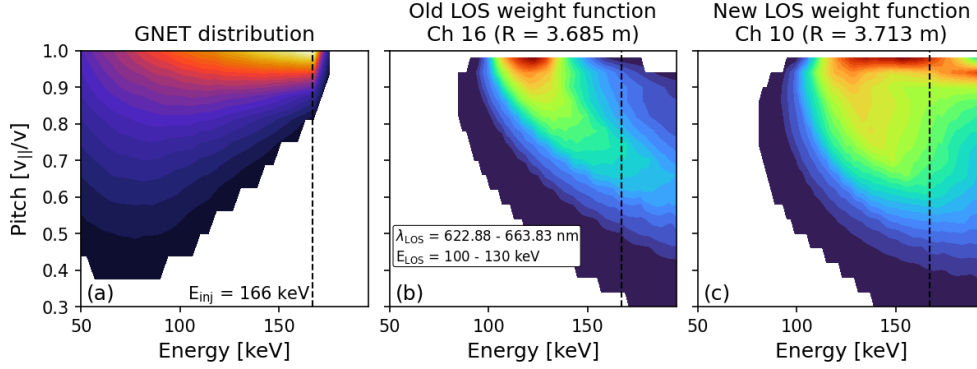 GNET distribution
Old LOS weight function
Ch 16 (R = 3.685 m)
New LOS weight function
Ch 10 (R = 3.713 m)
Pitch [v||/v]
1.0
0.9
0.8
0.7
0.6
0.5
0.4
0.3
(a)
E_inj = 166 keV
λ_LOS = 622.88 - 663.83 nm
E_LOS = 100 - 130 keV
(b)
(c)
50 100 150
50 100 150
50 100 150
Energy [keV]
Energy [keV]
Energy [keV]